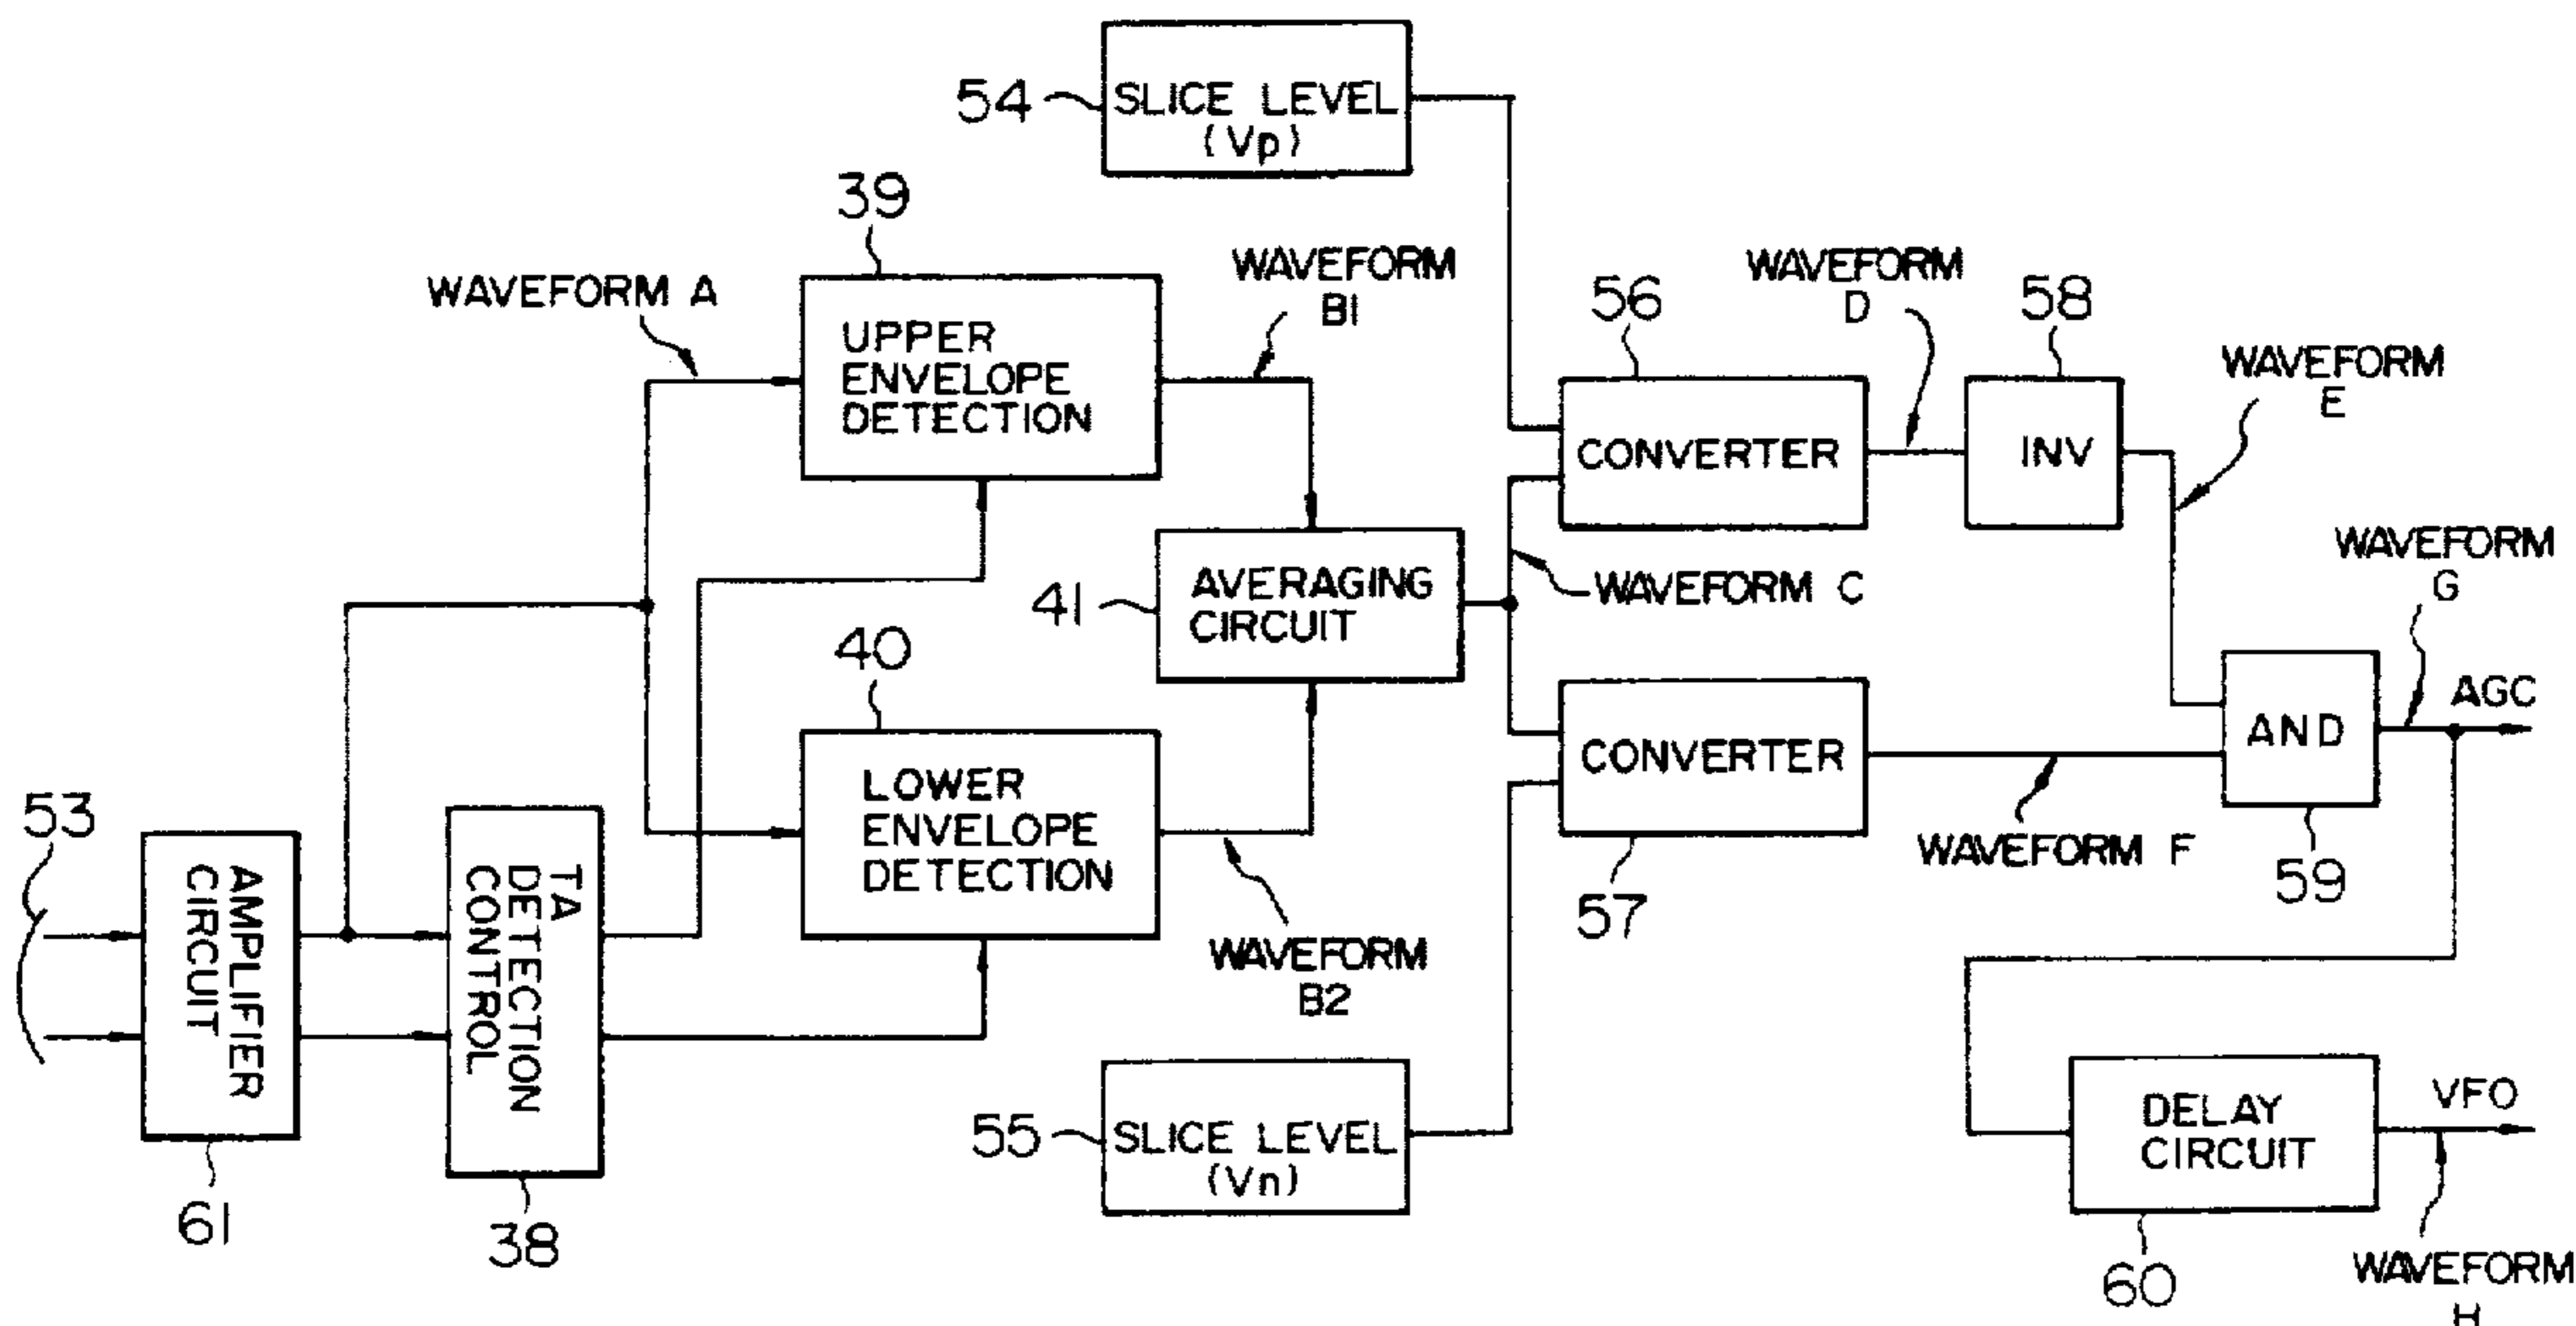 54
SLICE LEVEL
(Vp)
39
WAVEFORM A
UPPER
ENVELOPE
DETECTION
WAVEFORM
B1
56
WAVEFORM
D
58
WAVEFORM
E
CONVERTER
INV
WAVEFORM
G
41
AVERAGING
CIRCUIT
WAVEFORM C
40
LOWER
ENVELOPE
DETECTION
CONVERTER
AND
AGC
WAVEFORM F
59
57
53
AMPLIFIER
CIRCUIT
TA
DETECTION
CONTROL
WAVEFORM
B2
61
38
55
SLICE LEVEL
(Vn)
DELAY
CIRCUIT
VFO
60
WAVEFORM
H